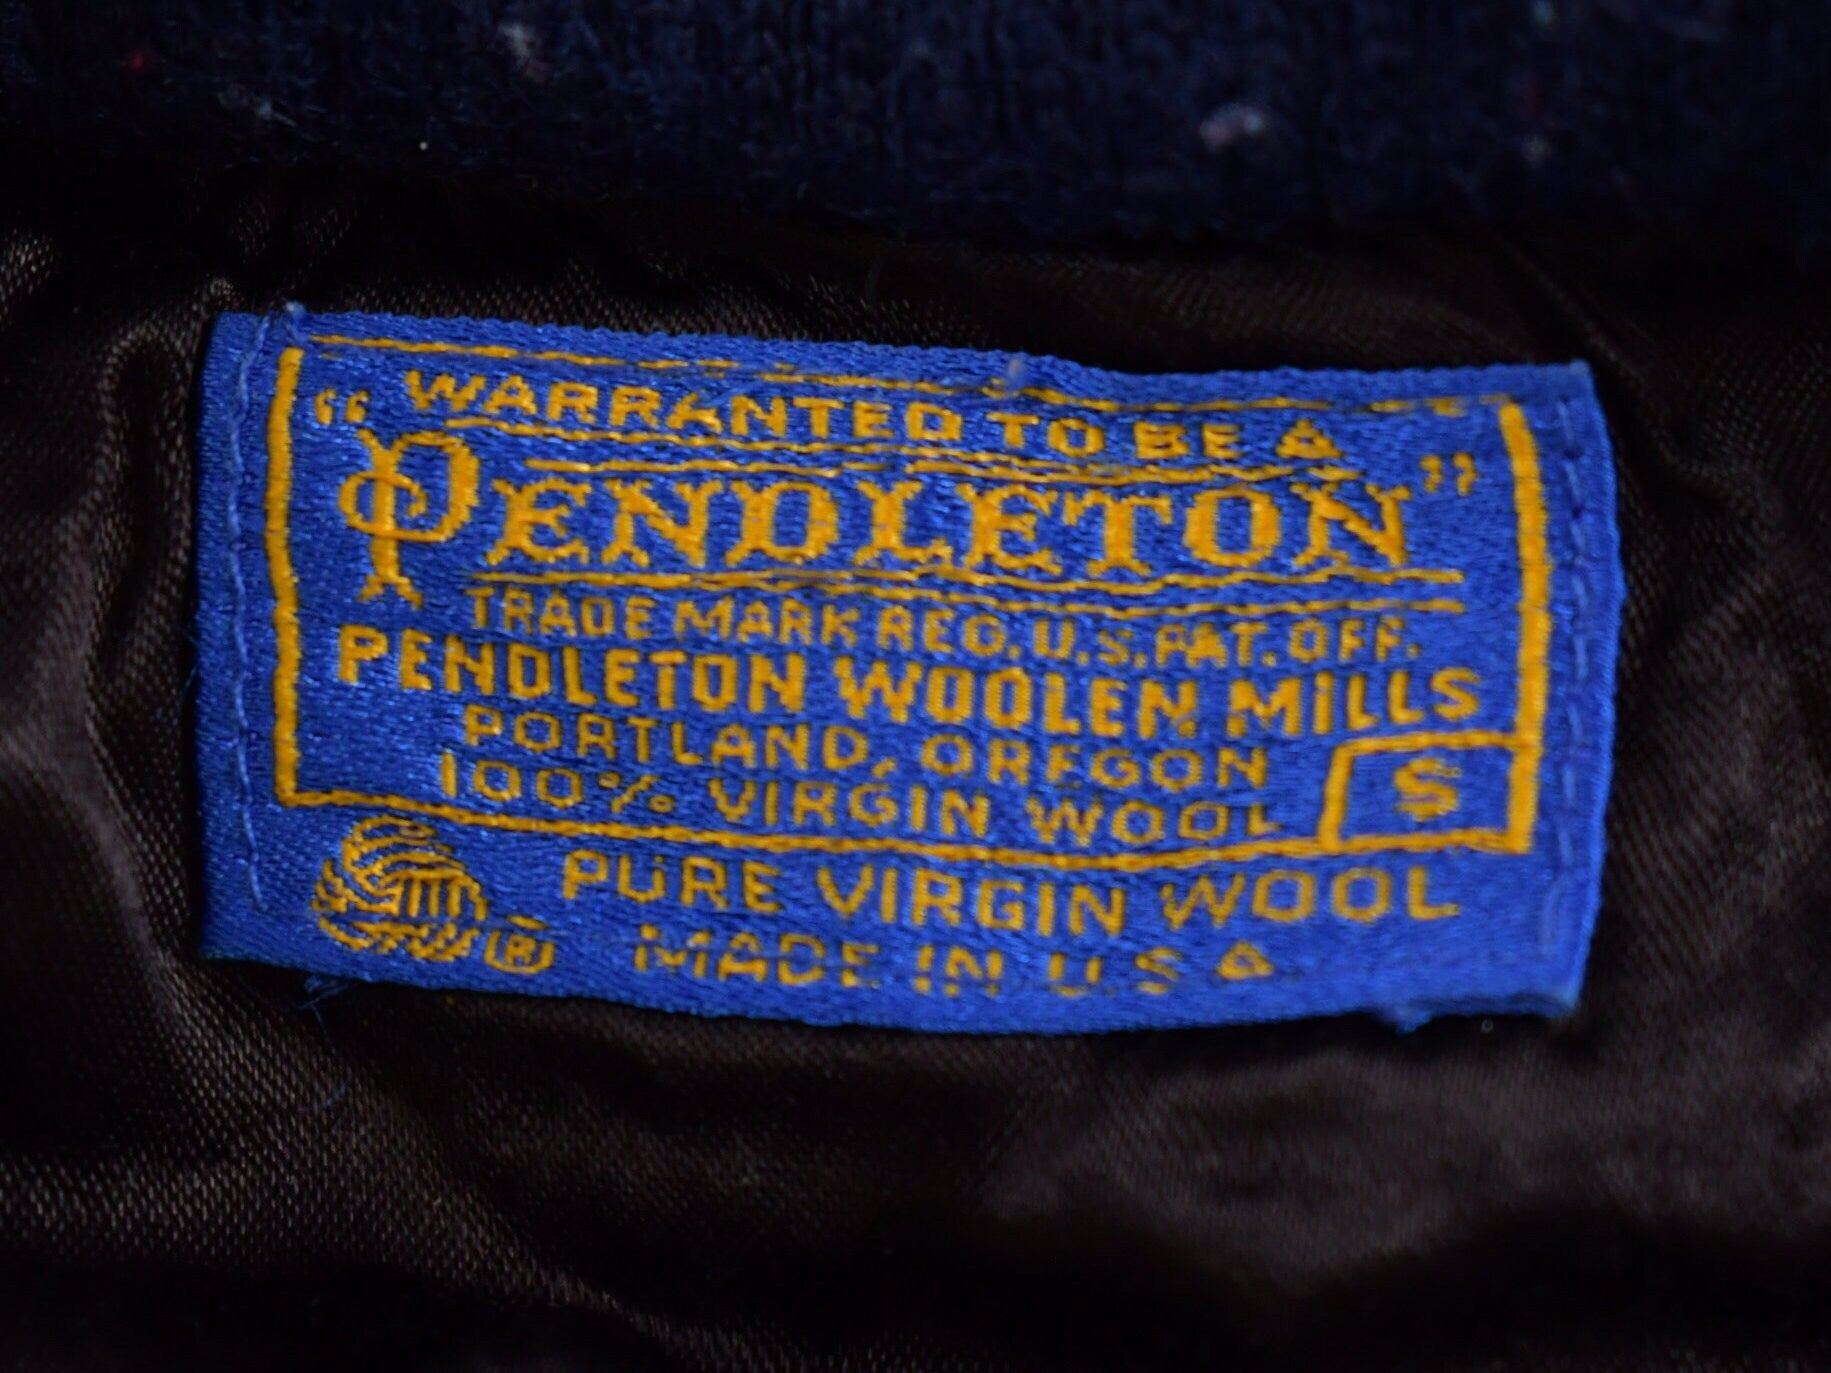 "WARRANTED TO BE A
PENDLETON"
TRADE MARK REG. U.S. PAT. OFF.
PENDLETON WOOLEN MILLS
PORTLAND, OREGON
100% VIRGIN WOOL
S
PURE VIRGIN WOOL
® MADE IN U.S A